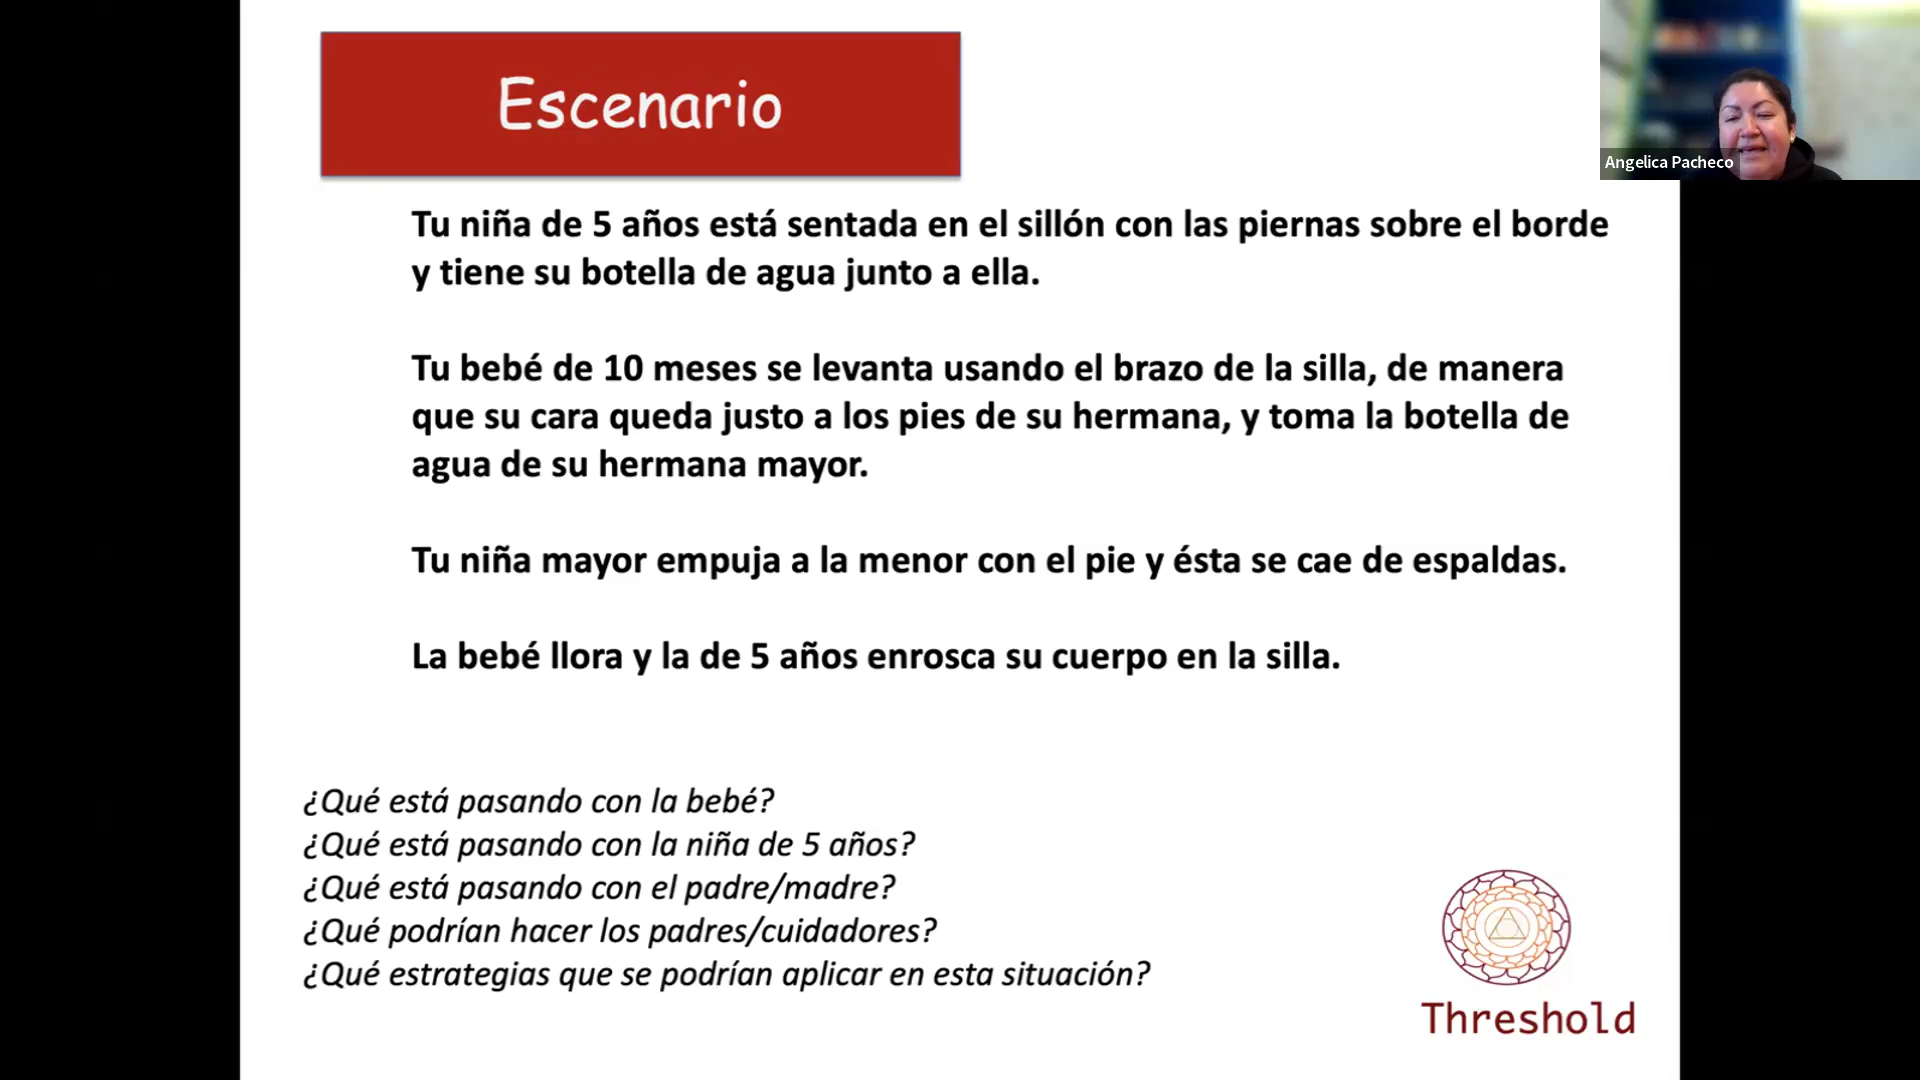 Escenario
Angelica Pacheco
Tu niña de 5 años está sentada en el sillón con las piernas sobre el borde
y tiene su botella de agua junto a ella.
Tu bebé de 10 meses se levanta usando el brazo de la silla, de manera
que su cara queda justo a los pies de su hermana, y toma la botella de
agua de su hermana mayor.
Tu niña mayor empuja a la menor con el pie y ésta se cae de espaldas.
La bebé llora y la de 5 años enrosca su cuerpo en la silla.
¿Qué está pasando con la bebé?
¿Qué está pasando con la niña de 5 años?
¿Qué está pasando con el padre/madre?
¿Qué podrían hacer los padres/cuidadores?
¿Qué estrategias que se podrían aplicar en esta situación?
Threshold